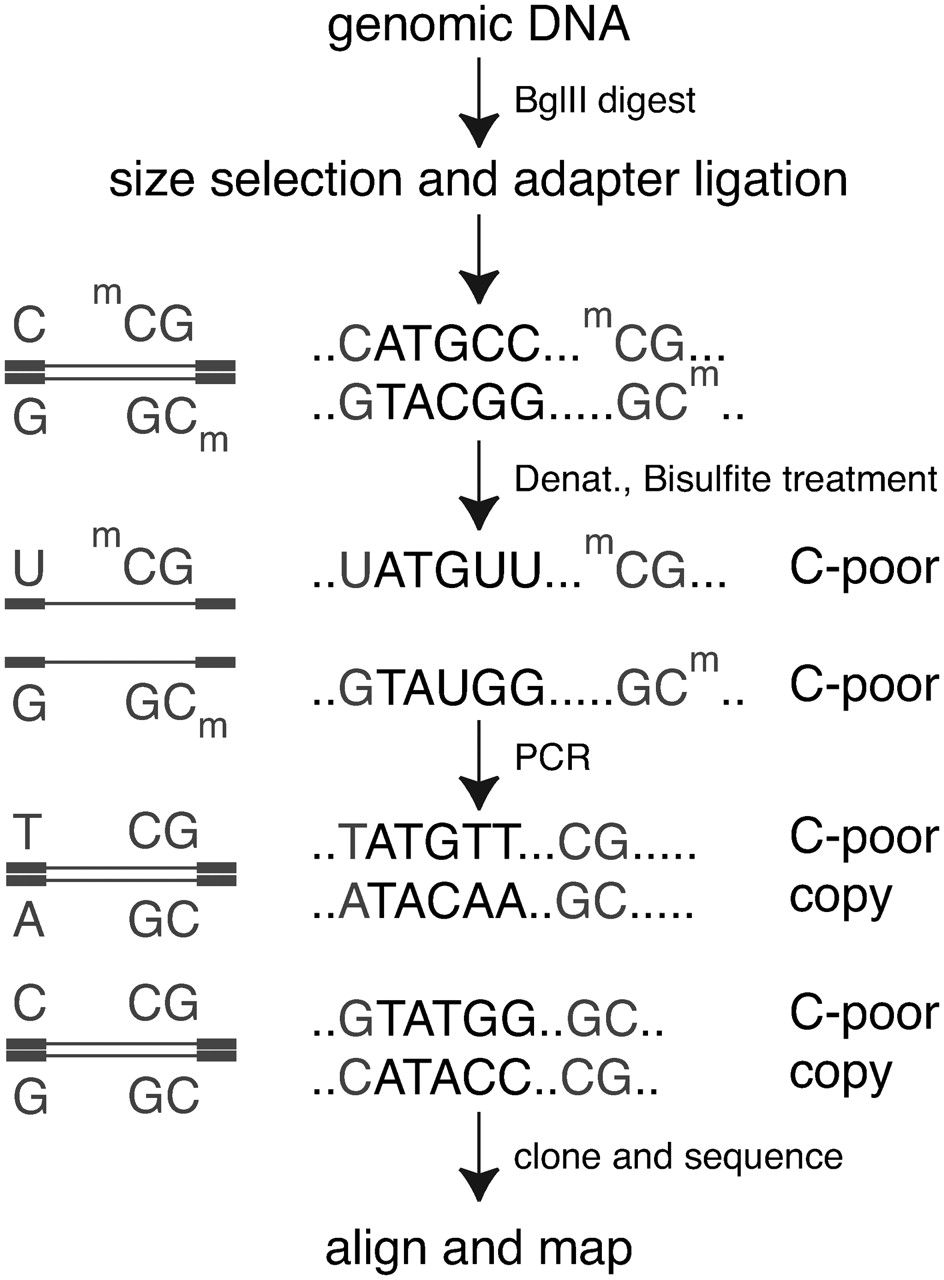 genomic DNA
BglII digest
size selection and adapter ligation
C mCG ..CATGCC... mCG...
G GCm ..GTACGG.....GCm ..
Denat., Bisulfite treatment
U mCG ..UATGUU... mCG... C-poor
G GCm ..GTAUGG.....GCm .. C-poor
PCR
T CG ..TATGTT...CG..... C-poor
A GC ..ATACAA..GC..... copy
C CG ..GTATGG..GC.. C-poor
G GC ..CATACC..CG.. copy
clone and sequence
align and map